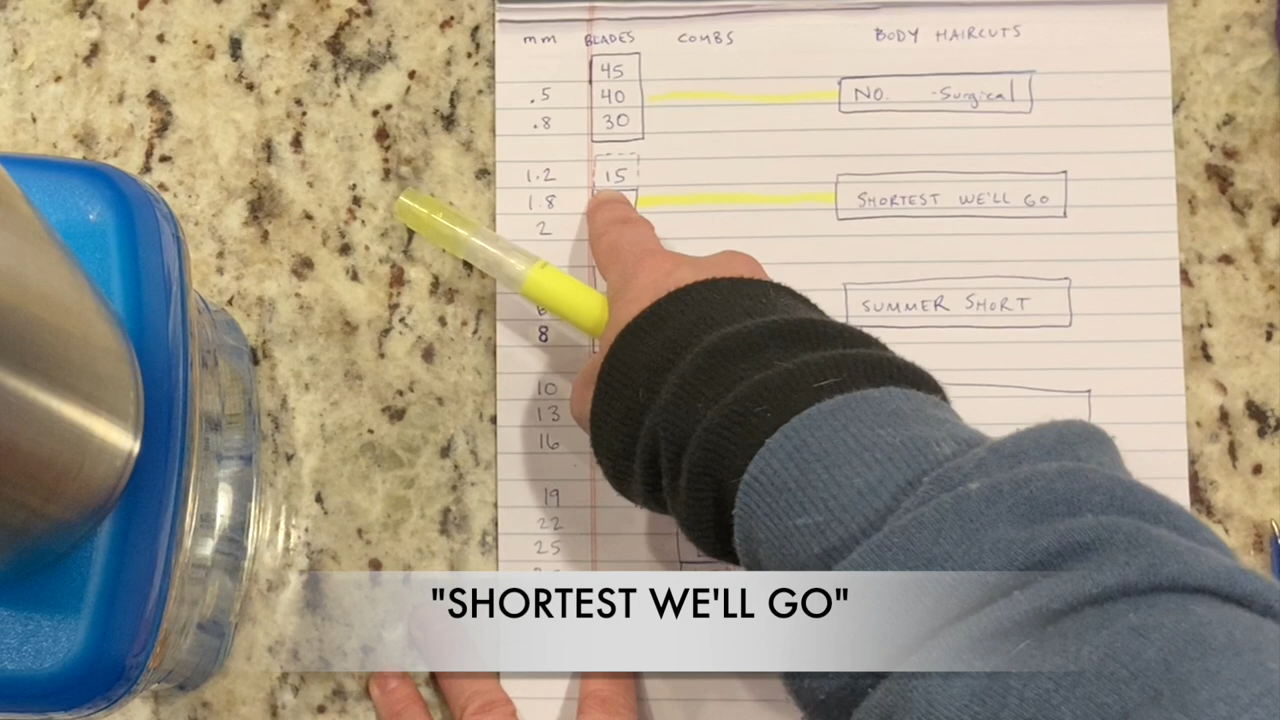 mm BLADES COMBS BODY HAIRCUTS
45
.5 40 NO. -Surgical
.8 30
1.2 15
1.8 SHORTEST WE'LL GO
2
SUMMER SHORT
8
10
13
16
19
22
25
"SHORTEST WE'LL GO"